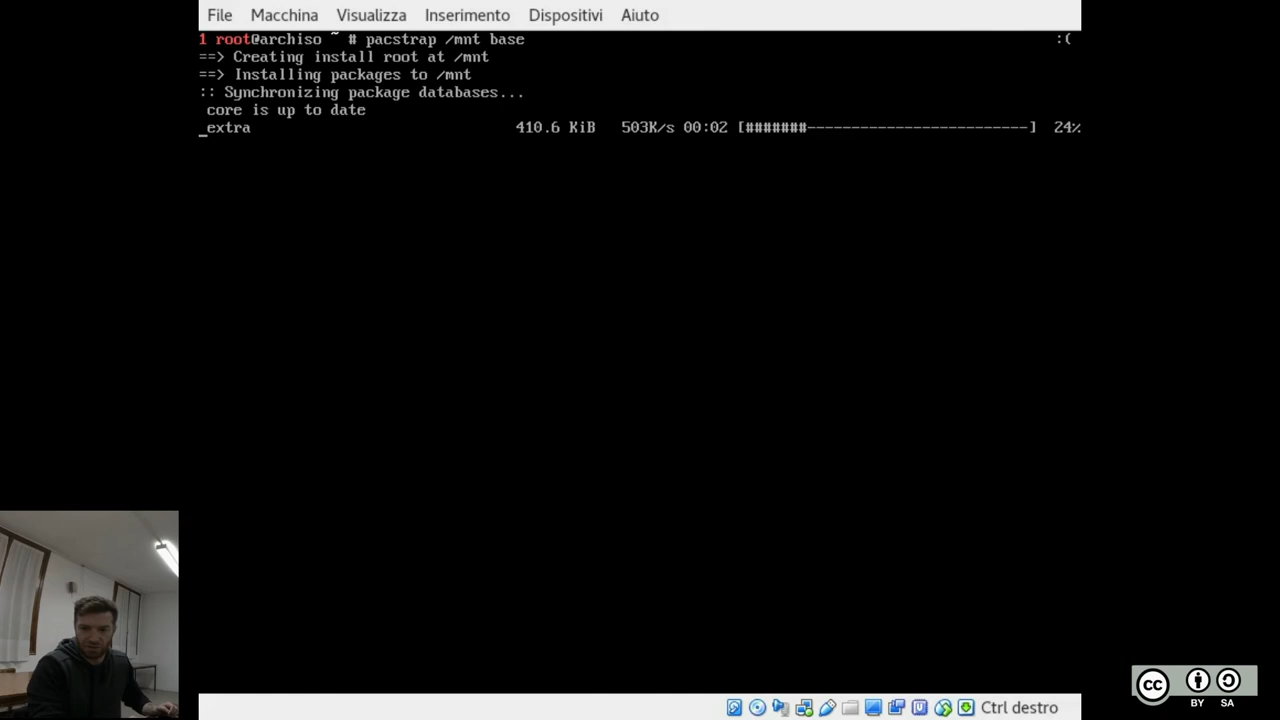 File Macchina Visualizza Inserimento Dispositivi Aiuto
1 root@archiso ~ # pacstrap /mnt base :(
==> Creating install root at /mnt
==> Installing packages to /mnt
:: Synchronizing package databases...
core is up to date
extra 410.6 KiB 503K/s 00:02 [#######-------------------------] 24%
Ctrl destro
CC BY SA